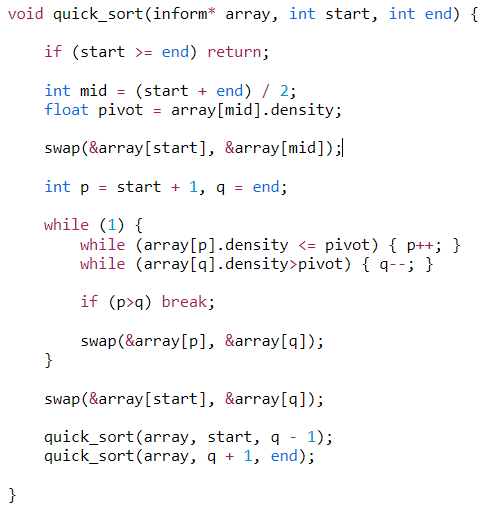 void quick_sort(inform* array, int start, int end) {
if (start >= end) return;
int mid = (start + end) / 2;
float pivot = array[mid].density;
swap(&array[start], &array[mid]);
int p = start + 1, q = end;
while (1) {
while (array[p].density <= pivot) { p++; }
while (array[q].density>pivot) { q--; }
if (p>q) break;
swap(&array[p], &array[q]);
}
swap(&array[start], &array[q]);
quick_sort(array, start, q - 1);
quick_sort(array, q + 1, end);
}